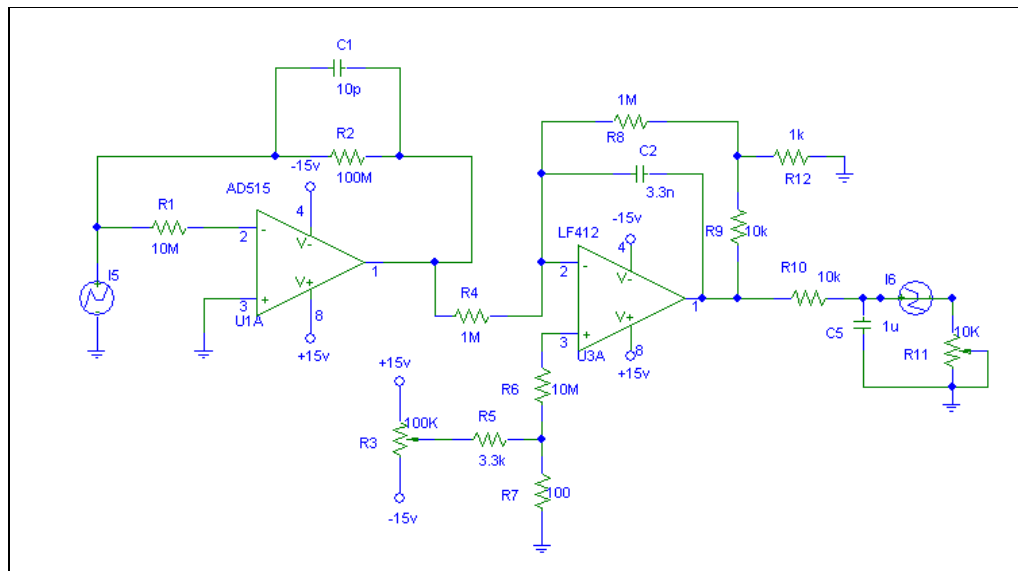 C1
10p
R2
100M
-15v
AD515
4
R1
10M
2
-
V-
1
I5
V+
3
+
U1A
8
+15v
R4
1M
1M
R8
C2
3.3n
1k
R12
-15v
LF412
4
R9
10k
2
-
V-
1
V+
3
+
U3A
8
+15v
R10
10k
I6
C5
1u
10K
R11
R6
10M
+15v
100K
R3
R5
3.3k
R7
100
-15v